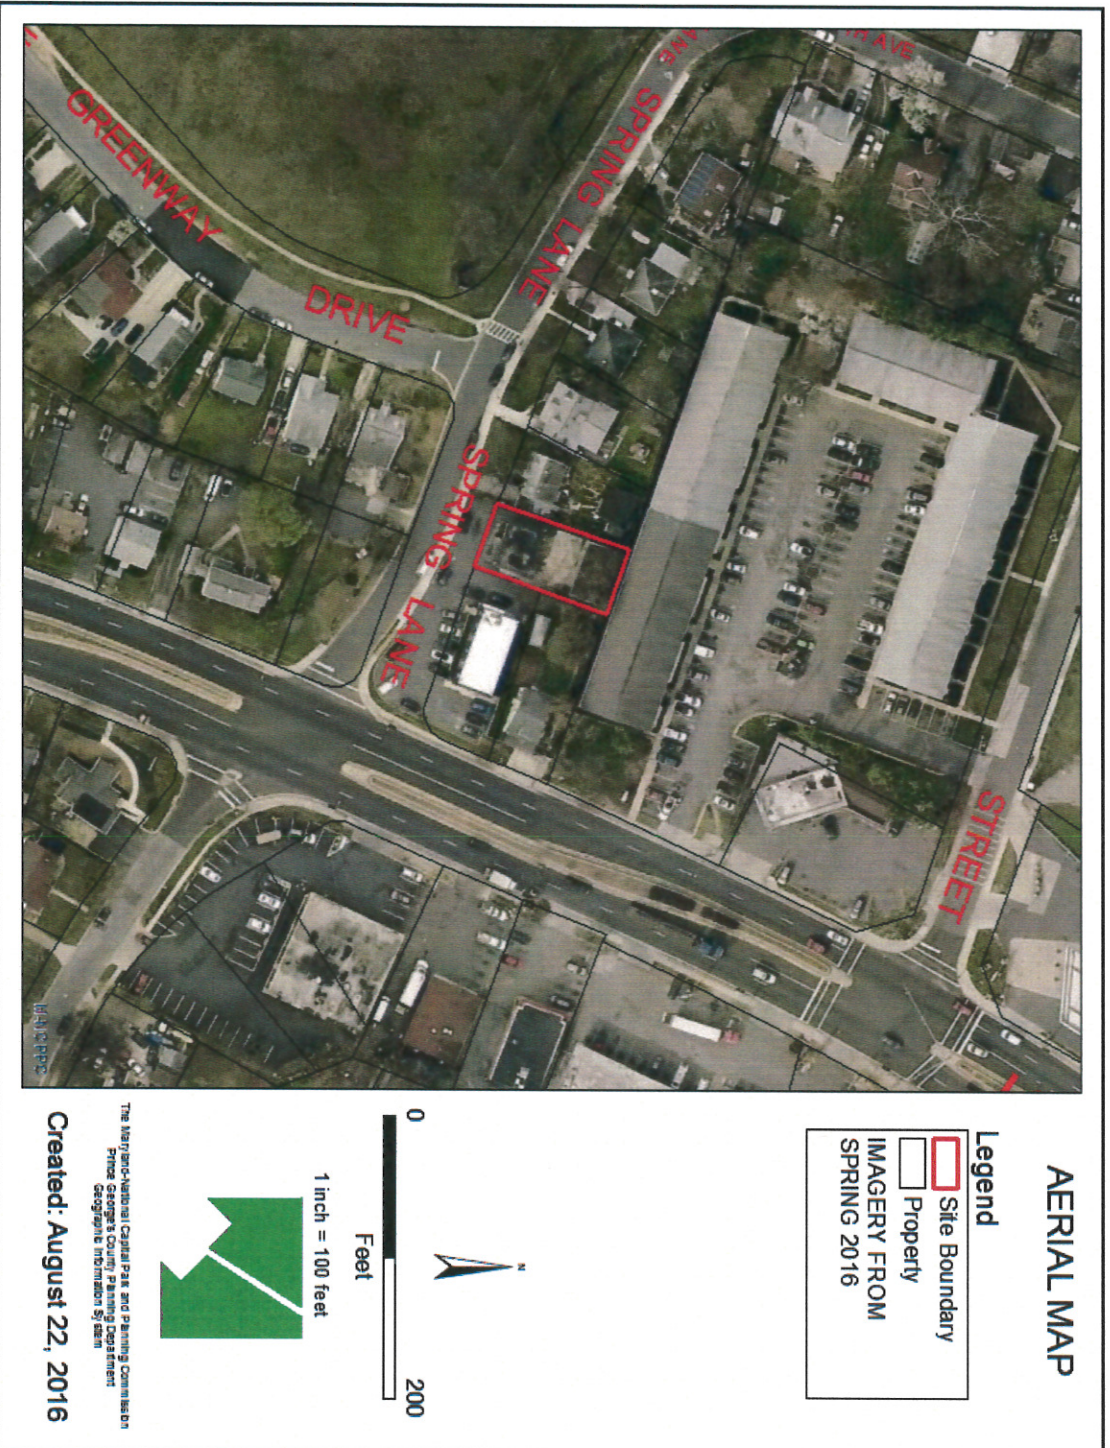 AERIAL MAP
Legend
Site Boundary
Property
IMAGERY FROM
SPRING 2016
N
0
200
Feet
1 inch = 100 feet
The Maryland-National Capital Park and Planning Commission
Prince George's County Planning Department
Geographic Information System
Created: August 22, 2016
AVE
LANE
SPRING LANE
GREENWAY
DRIVE
SPRING LANE
STREET